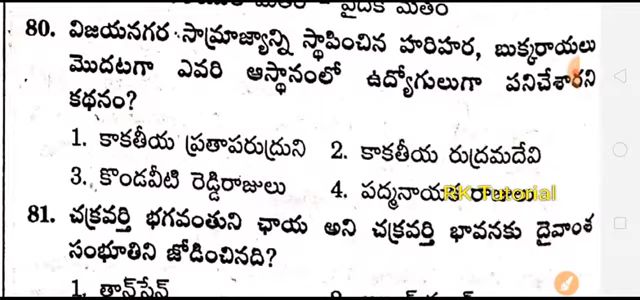 వైదిక మతం
80. విజయనగర సామ్రాజ్యాన్ని స్థాపించిన హరిహర, బుక్కరాయలు
మొదటగా ఎవరి ఆస్థానంలో ఉద్యోగులుగా పనిచేశారని
కథనం?
1. కాకతీయ ప్రతాపరుద్రుని 2. కాకతీయ రుద్రమదేవి
3. కొండవీటి రెడ్డిరాజులు 4. పద్మనాయక రాజులు
RK Tutorial
81. చక్రవర్తి భగవంతుని ఛాయ అని చక్రవర్తి భావనకు దైవాంశ
సంభూతిని జోడించినది?
1. తాన్‌సేన్